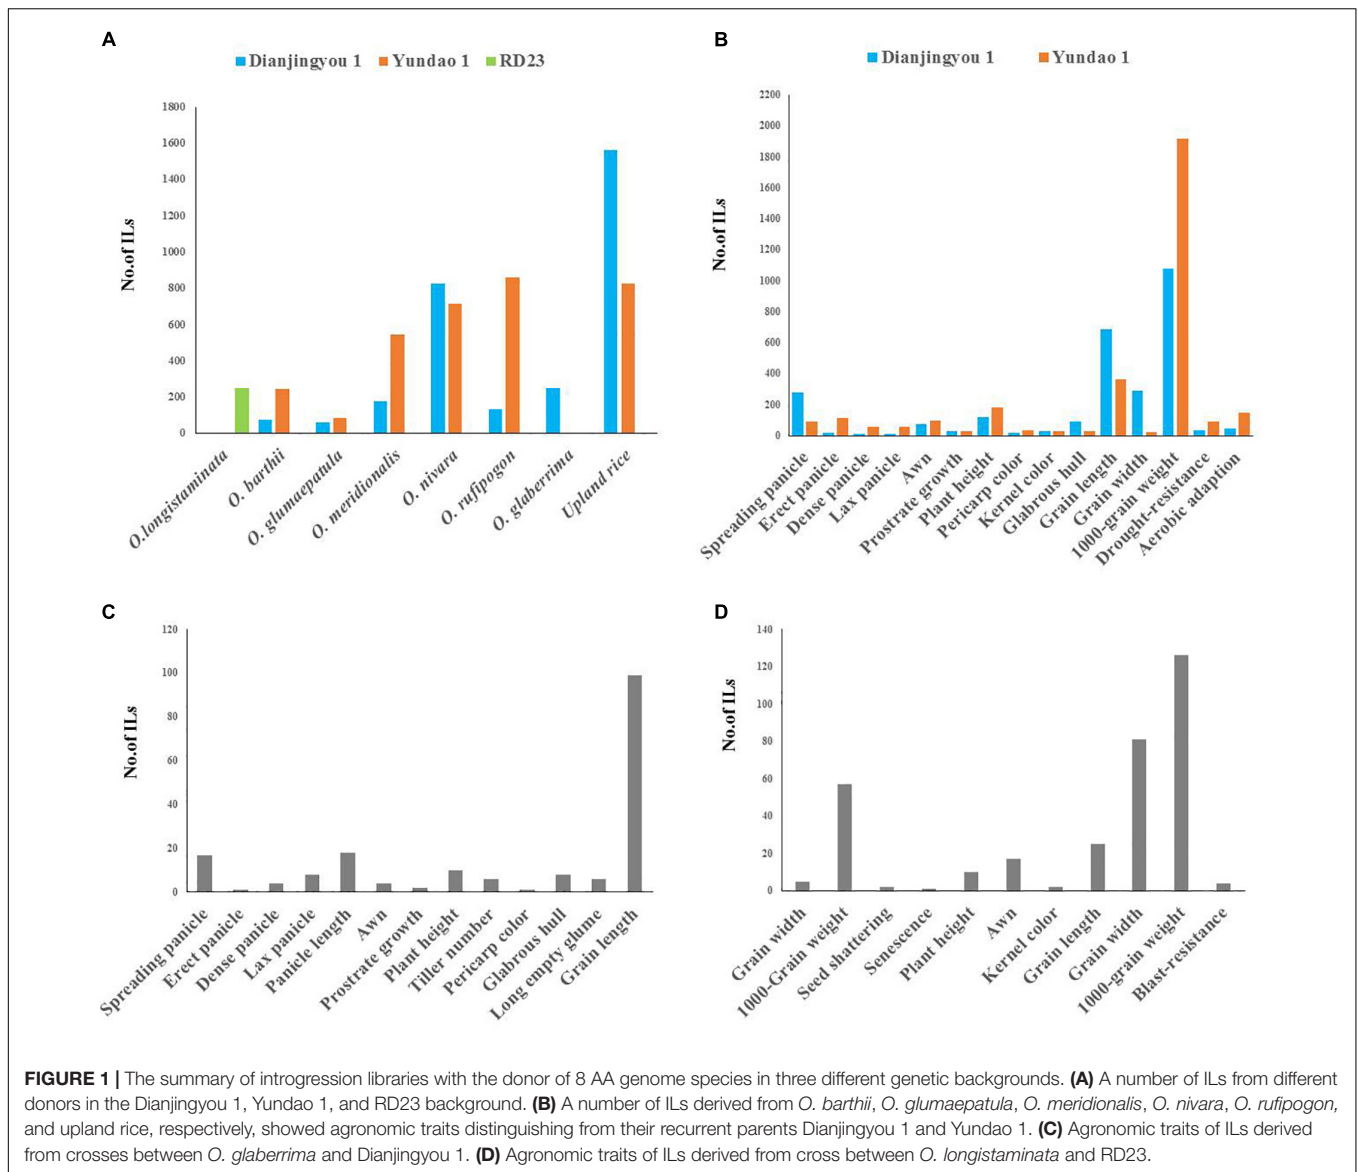 A
Dianjingyou 1 Yundao 1 RD23
No.of ILs
1800
1600
1400
1200
1000
800
600
400
200
0
O.longistaminata
O. barthii
O. glumaepatula
O. meridionalis
O. nivara
O. rufipogon
O. glaberrima
Upland rice
B
Dianjingyou 1 Yundao 1
No.of ILs
2200
2000
1800
1600
1400
1200
1000
800
600
400
200
0
Spreading panicle
Erect panicle
Dense panicle
Lax panicle
Awn
Prostrate growth
Plant height
Pericarp color
Kernel color
Glabrous hull
Grain length
Grain width
1000-grain weight
Drought-resistance
Aerobic adaption
C
No.of ILs
120
100
80
60
40
20
0
Spreading panicle
Erect panicle
Dense panicle
Lax panicle
Panicle length
Awn
Prostrate growth
Plant height
Tiller number
Pericarp color
Glabrous hull
Long empty glume
Grain length
D
No.of ILs
140
120
100
80
60
40
20
0
Grain width
1000-Grain weight
Seed shattering
Senescence
Plant height
Awn
Kernel color
Grain length
Grain width
1000-grain weight
Blast-resistance
FIGURE 1 | The summary of introgression libraries with the donor of 8 AA genome species in three different genetic backgrounds. (A) A number of ILs from different
donors in the Dianjingyou 1, Yundao 1, and RD23 background. (B) A number of ILs derived from O. barthii, O. glumaepatula, O. meridionalis, O. nivara, O. rufipogon,
and upland rice, respectively, showed agronomic traits distinguishing from their recurrent parents Dianjingyou 1 and Yundao 1. (C) Agronomic traits of ILs derived
from crosses between O. glaberrima and Dianjingyou 1. (D) Agronomic traits of ILs derived from cross between O. longistaminata and RD23.